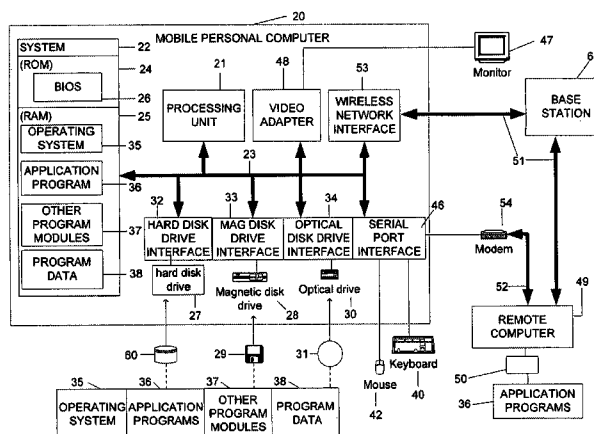 20
SYSTEM
22
MOBILE PERSONAL COMPUTER
47
Monitor
(ROM)
24
BIOS
26
21
PROCESSING
UNIT
48
VIDEO
ADAPTER
53
WIRELESS
NETWORK
INTERFACE
6
BASE
STATION
51
(RAM)
25
OPERATING
SYSTEM
35
APPLICATION
PROGRAM
36
OTHER
PROGRAM
MODULES
37
PROGRAM
DATA
38
23
32
HARD DISK
DRIVE
INTERFACE
33
MAG DISK
DRIVE
INTERFACE
34
OPTICAL
DISK DRIVE
INTERFACE
46
SERIAL
PORT
INTERFACE
54
Modem
52
49
REMOTE
COMPUTER
hard disk
drive
27
Magnetic disk
drive
28
Optical drive
30
60
29
31
Mouse
42
Keyboard
40
50
36
APPLICATION
PROGRAMS
35
OPERATING
SYSTEM
36
APPLICATION
PROGRAMS
37
OTHER
PROGRAM
MODULES
38
PROGRAM
DATA